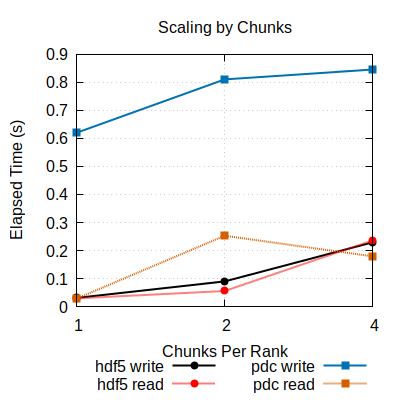 Scaling by Chunks
0.9
0.8
0.7
0.6
0.5
0.4
0.3
0.2
0.1
0
Elapsed Time (s)
1 2 4
Chunks Per Rank
hdf5 write pdc write
hdf5 read pdc read